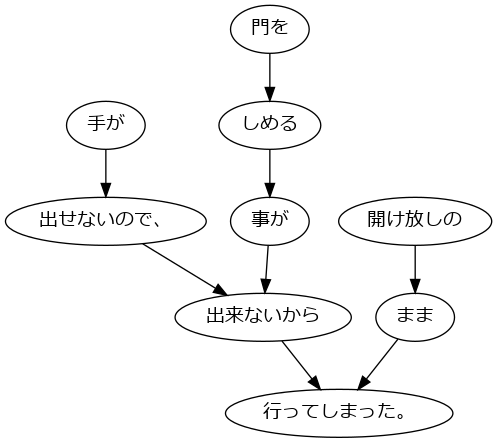 門を
手が
しめる
出せないので、
事が
開け放しの
出来ないから
まま
行ってしまった。